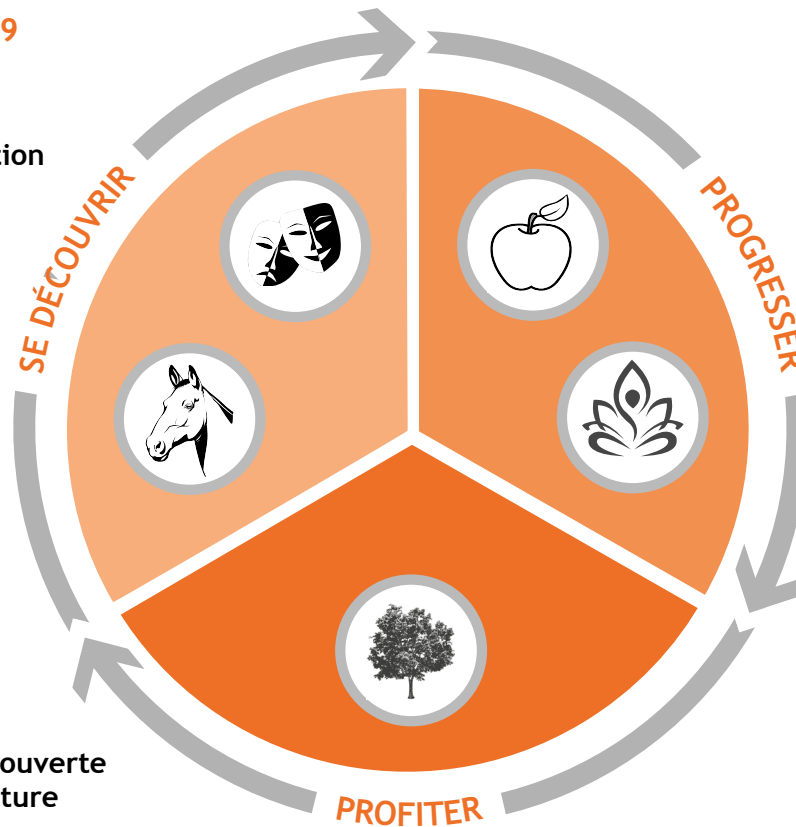 9
tion
SE DÉCOUVRIR
PROGRESSER
ouverte
ture
PROFITER